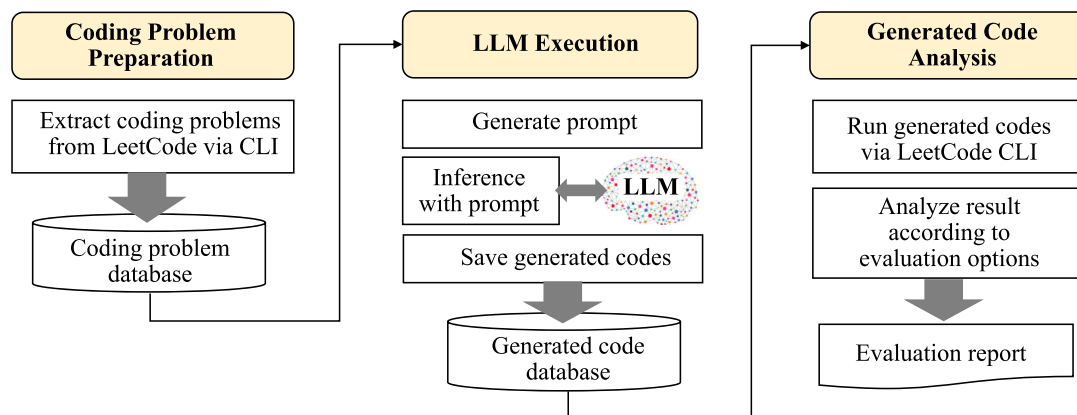 Coding Problem
Preparation
Extract coding problems
from LeetCode via CLI
Coding problem
database
LLM Execution
Generate prompt
Inference
with prompt
LLM
Save generated codes
Generated code
database
Generated Code
Analysis
Run generated codes
via LeetCode CLI
Analyze result
according to
evaluation options
Evaluation report